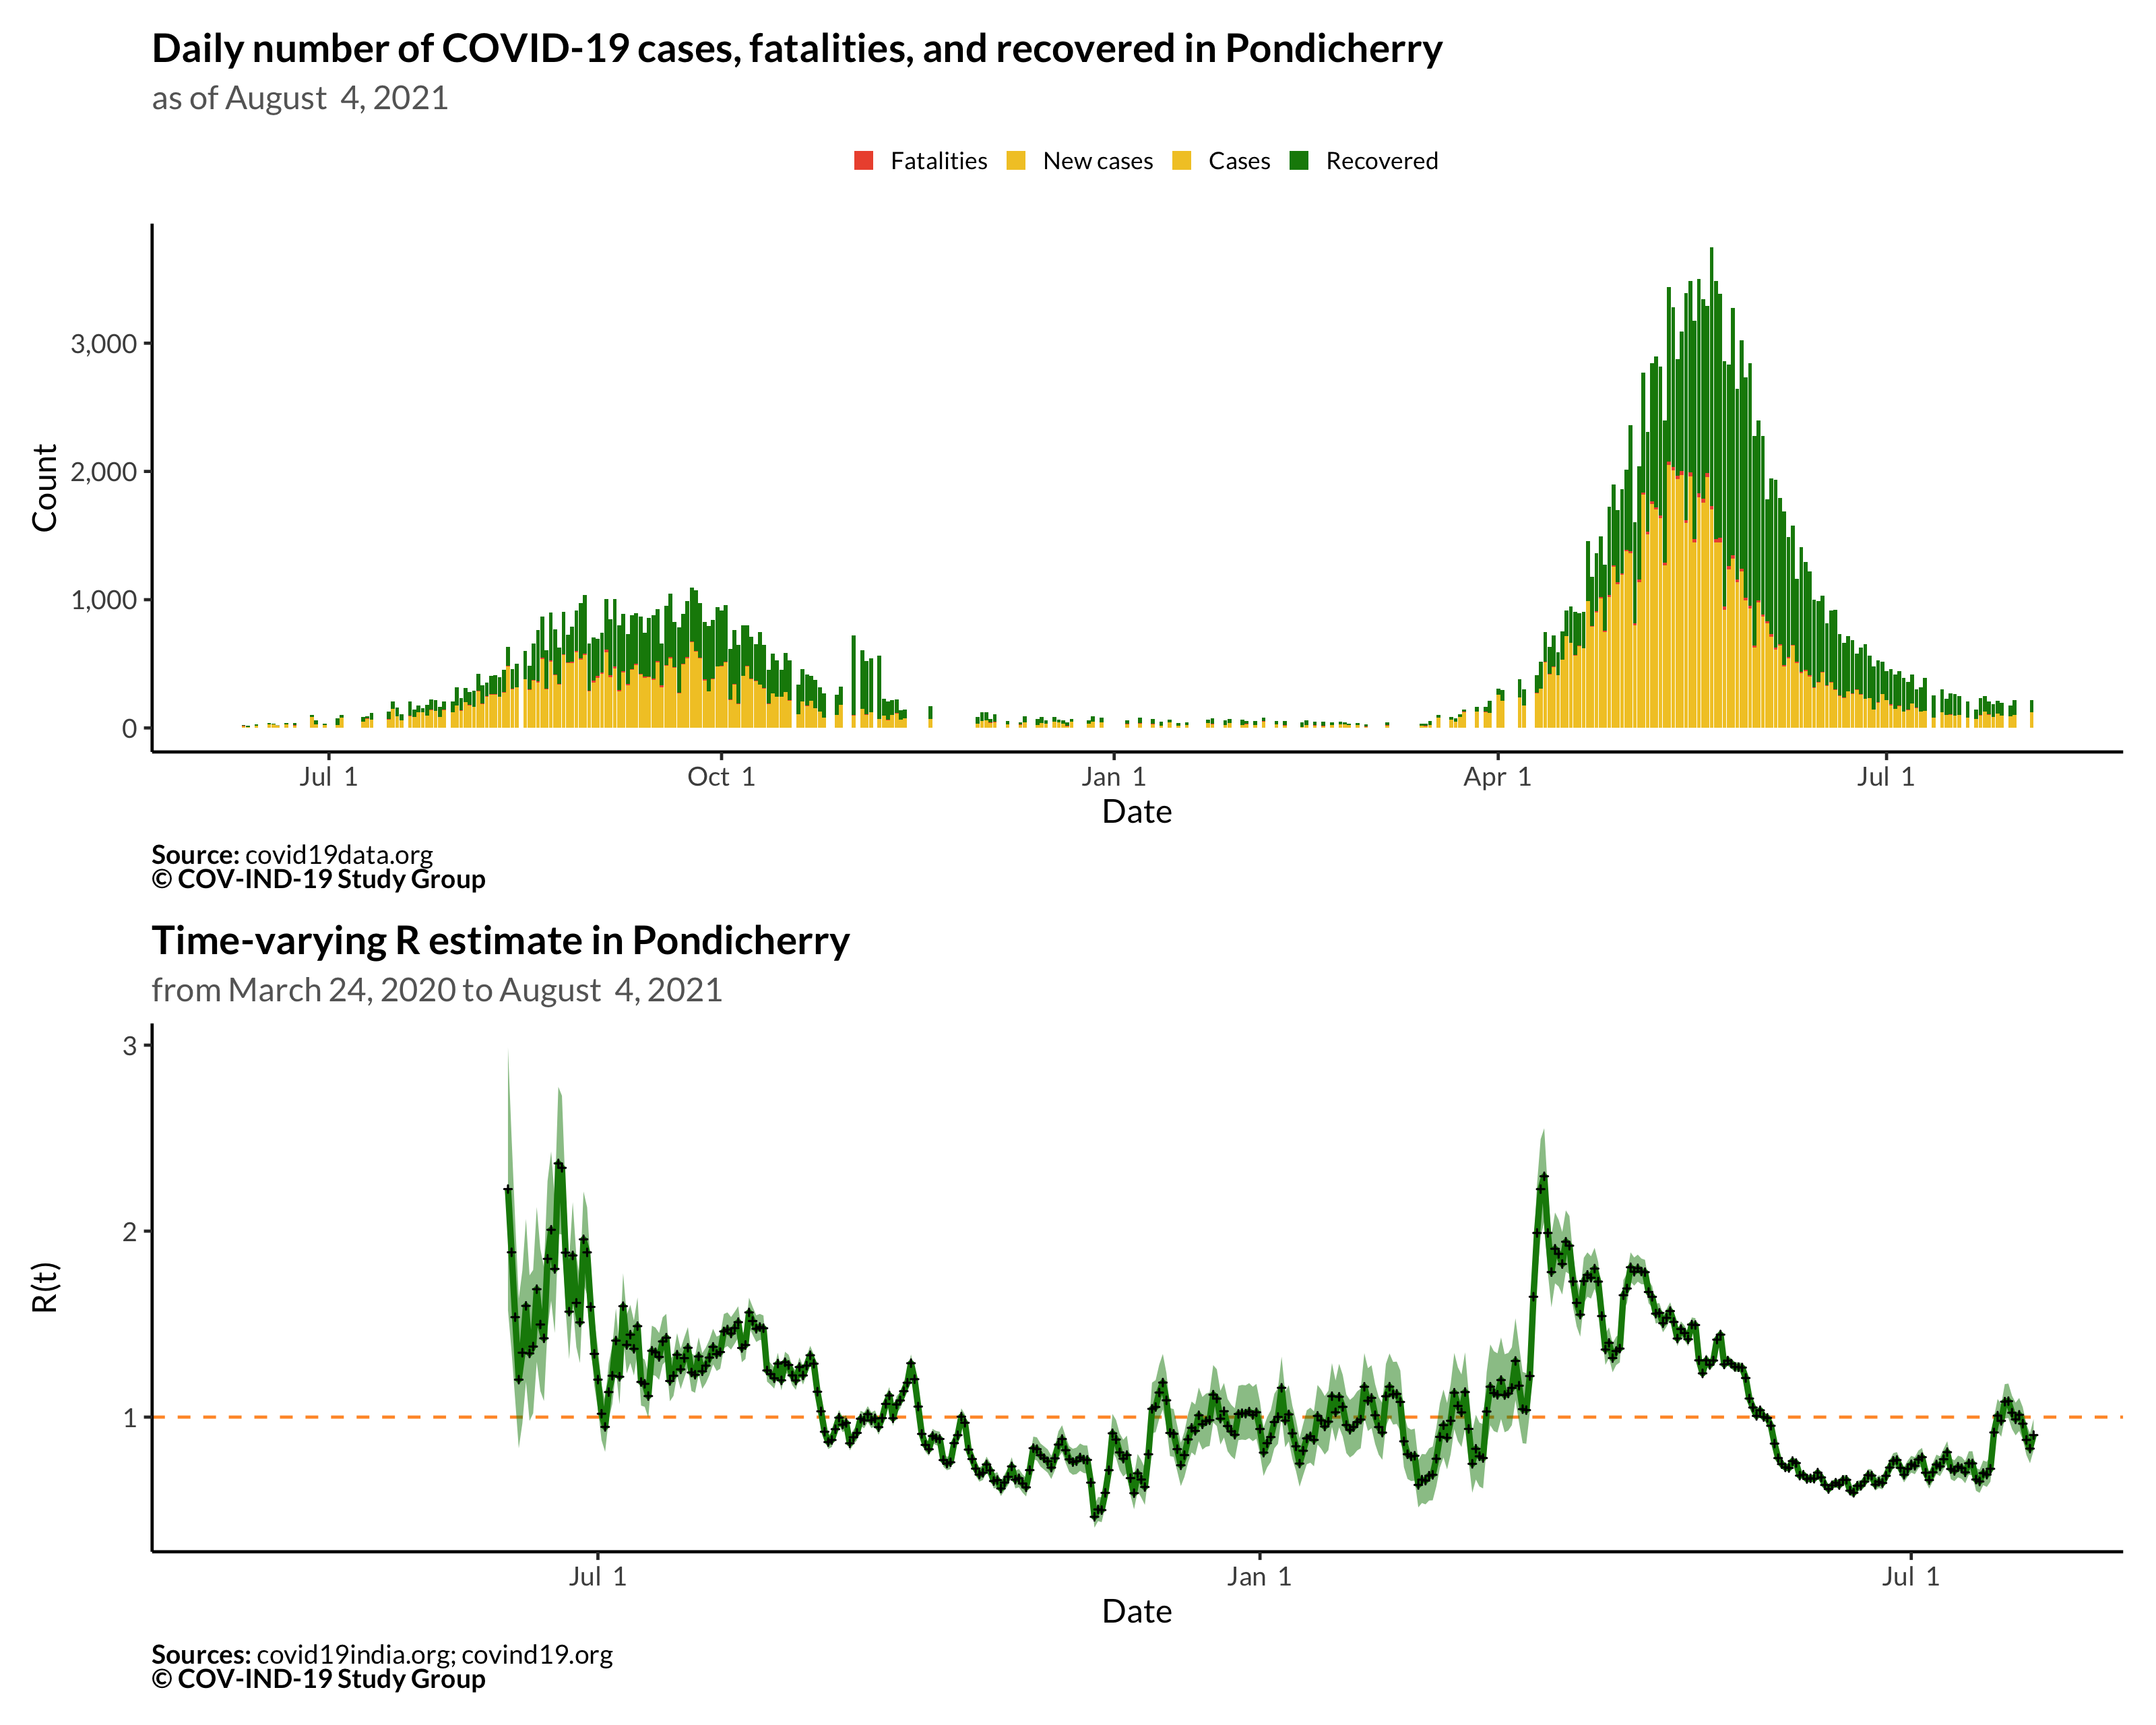 Daily number of COVID-19 cases, fatalities, and recovered in Pondicherry
as of August  4, 2021
Fatalities New cases Cases Recovered
3,000
2,000
1,000
0
Count
Jul  1 Oct  1 Jan  1 Apr  1 Jul  1
Date
Source: covid19data.org
© COV-IND-19 Study Group
Time-varying R estimate in Pondicherry
from March 24, 2020 to August  4, 2021
3
2
1
R(t)
Jul  1 Jan  1 Jul  1
Date
Sources: covid19india.org; covind19.org
© COV-IND-19 Study Group